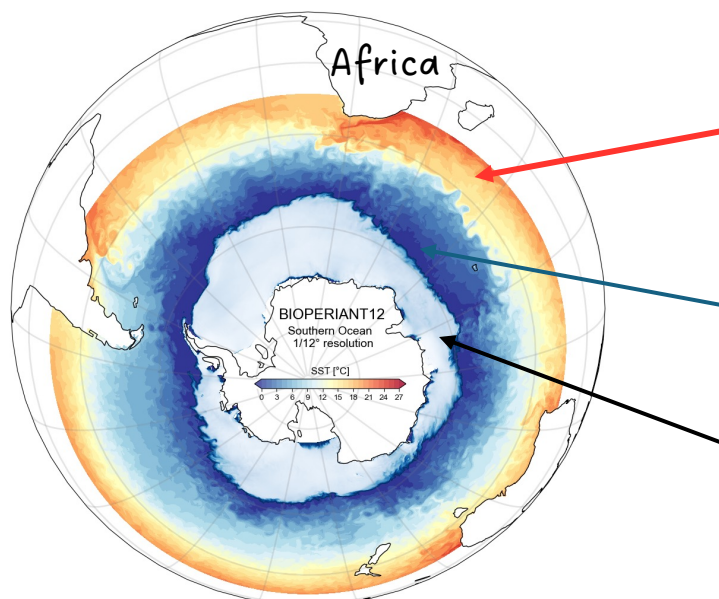 Africa
BIOPERIANT12
Southern Ocean
1/12° resolution
SST [°C]
0 3 6 9 12 15 18 21 24 27